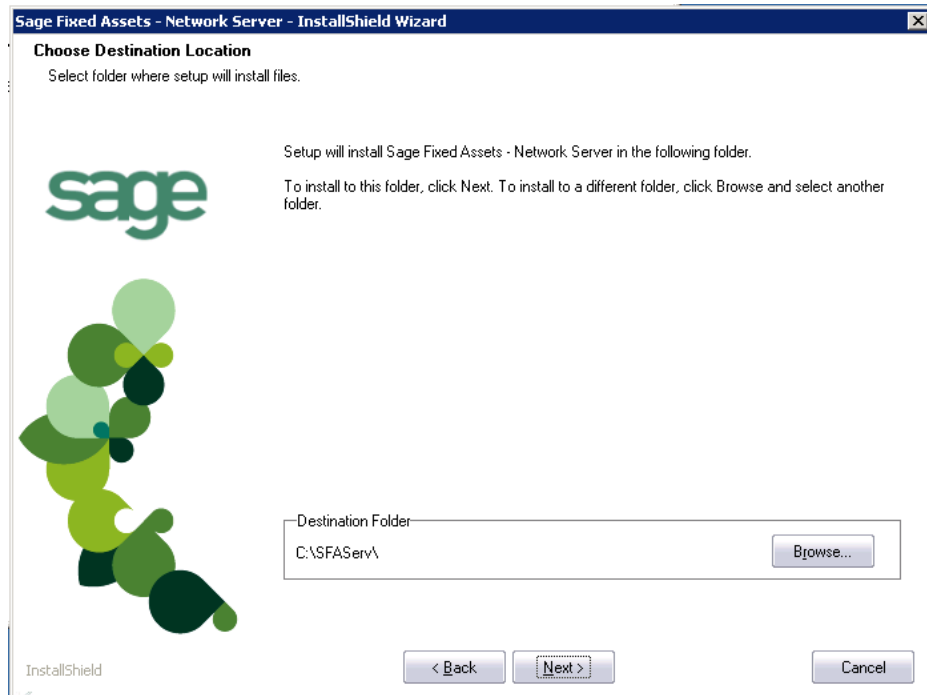 Sage Fixed Assets - Network Server - InstallShield Wizard
Choose Destination Location
Select folder where setup will install files.
Setup will install Sage Fixed Assets - Network Server in the following folder.
To install to this folder, click Next. To install to a different folder, click Browse and select another
folder.
sage
Destination Folder
C:\SFAServ\
Browse...
InstallShield
< Back
Next >
Cancel